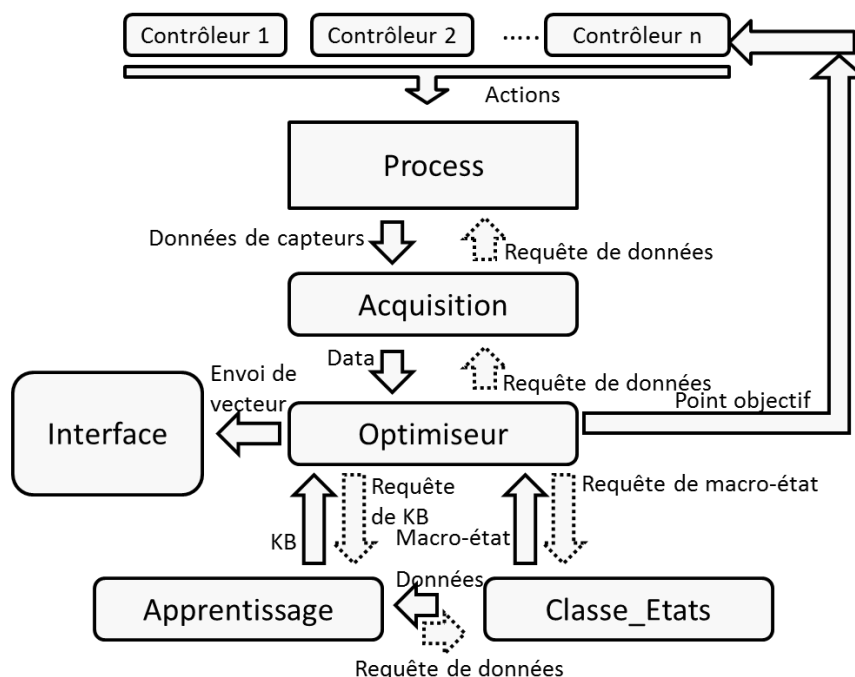 Contrôleur 1
Contrôleur 2
.....
Contrôleur n
Actions
Process
Données de capteurs
Requête de données
Acquisition
Data
Requête de données
Envoi de
vecteur
Point objectif
Interface
Optimiseur
Requête
de KB
Requête de macro-état
KB
Macro-état
Données
Apprentissage
Classe_Etats
Requête de données